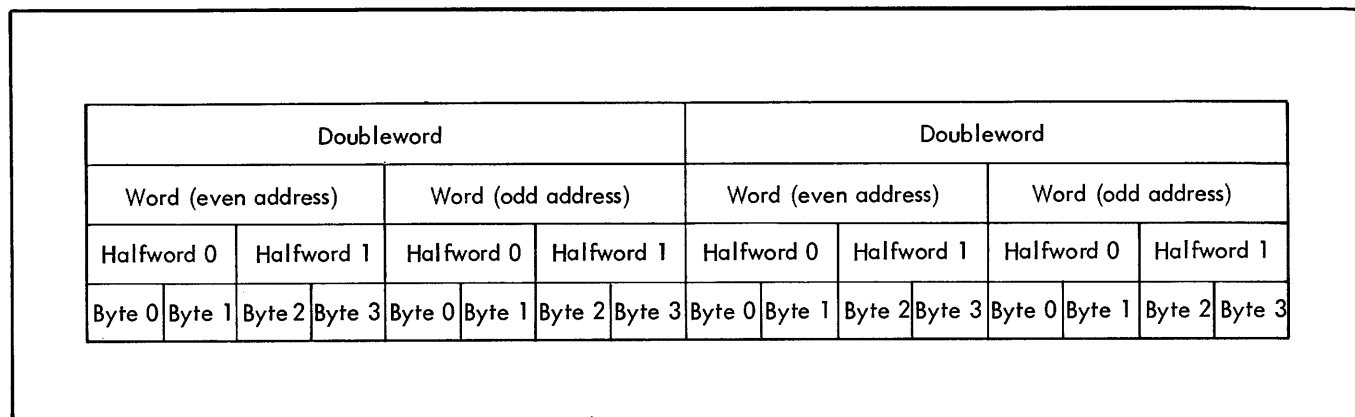 Doubleword Doubleword
Word (even address) Word (odd address) Word (even address) Word (odd address)
Halfword 0 Halfword 1 Halfword 0 Halfword 1 Halfword 0 Halfword 1 Halfword 0 Halfword 1
Byte 0 Byte 1 Byte 2 Byte 3 Byte 0 Byte 1 Byte 2 Byte 3 Byte 0 Byte 1 Byte 2 Byte 3 Byte 0 Byte 1 Byte 2 Byte 3